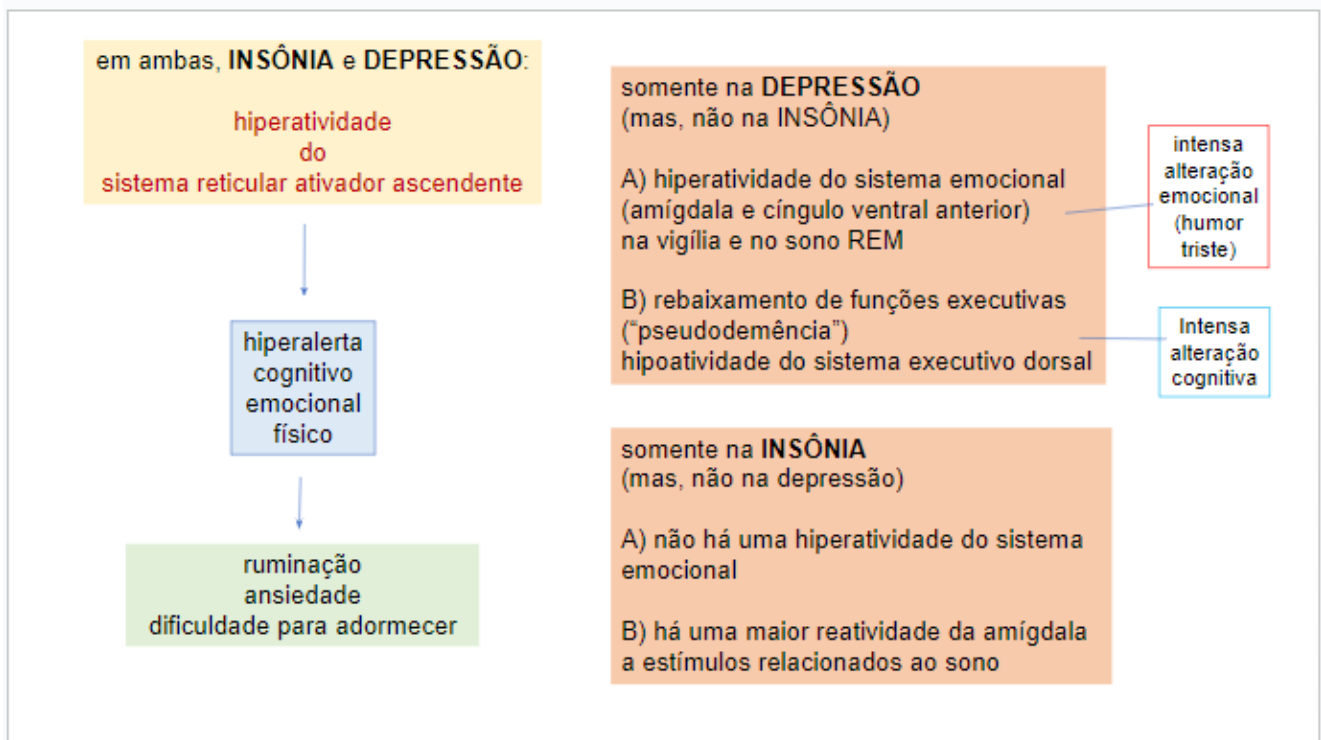 em ambas, INSÔNIA e DEPRESSÃO:
hiperatividade
do
sistema reticular ativador ascendente
hiperalerta
cognitivo
emocional
físico
ruminação
ansiedade
dificuldade para adormecer
somente na DEPRESSÃO
(mas, não na INSÔNIA)
A) hiperatividade do sistema emocional
(amígdala e cíngulo ventral anterior)
na vigília e no sono REM
B) rebaixamento de funções executivas
(“pseudodemência”)
hipoatividade do sistema executivo dorsal
intensa
alteração
emocional
(humor
triste)
Intensa
alteração
cognitiva
somente na INSÔNIA
(mas, não na depressão)
A) não há uma hiperatividade do sistema
emocional
B) há uma maior reatividade da amígdala
a estímulos relacionados ao sono